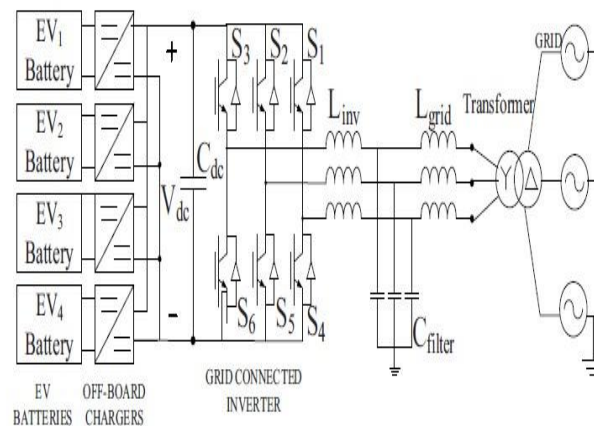 EV1
Battery
EV2
Battery
EV3
Battery
EV4
Battery
EV
BATTERIES
OFF-BOARD
CHARGERS
+
Vdc
-
Cdc
S3
S2
S1
S6
S5
S4
GRID CONNECTED
INVERTER
Linv
Lgrid
Cfilter
Transformer
Y
Δ
GRID